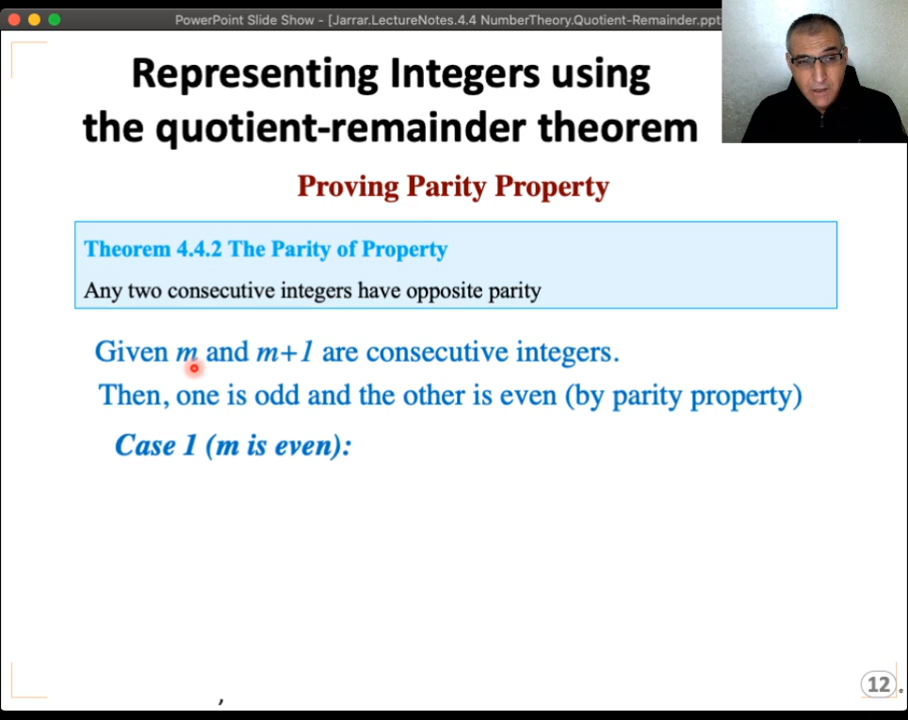 PowerPoint Slide Show - [Jarrar.LectureNotes.4.4 NumberTheory.Quotient-Remainder.ppt
Representing Integers using
the quotient-remainder theorem
Proving Parity Property
Theorem 4.4.2 The Parity of Property
Any two consecutive integers have opposite parity
Given m and m+1 are consecutive integers.
Then, one is odd and the other is even (by parity property)
Case 1 (m is even):
12